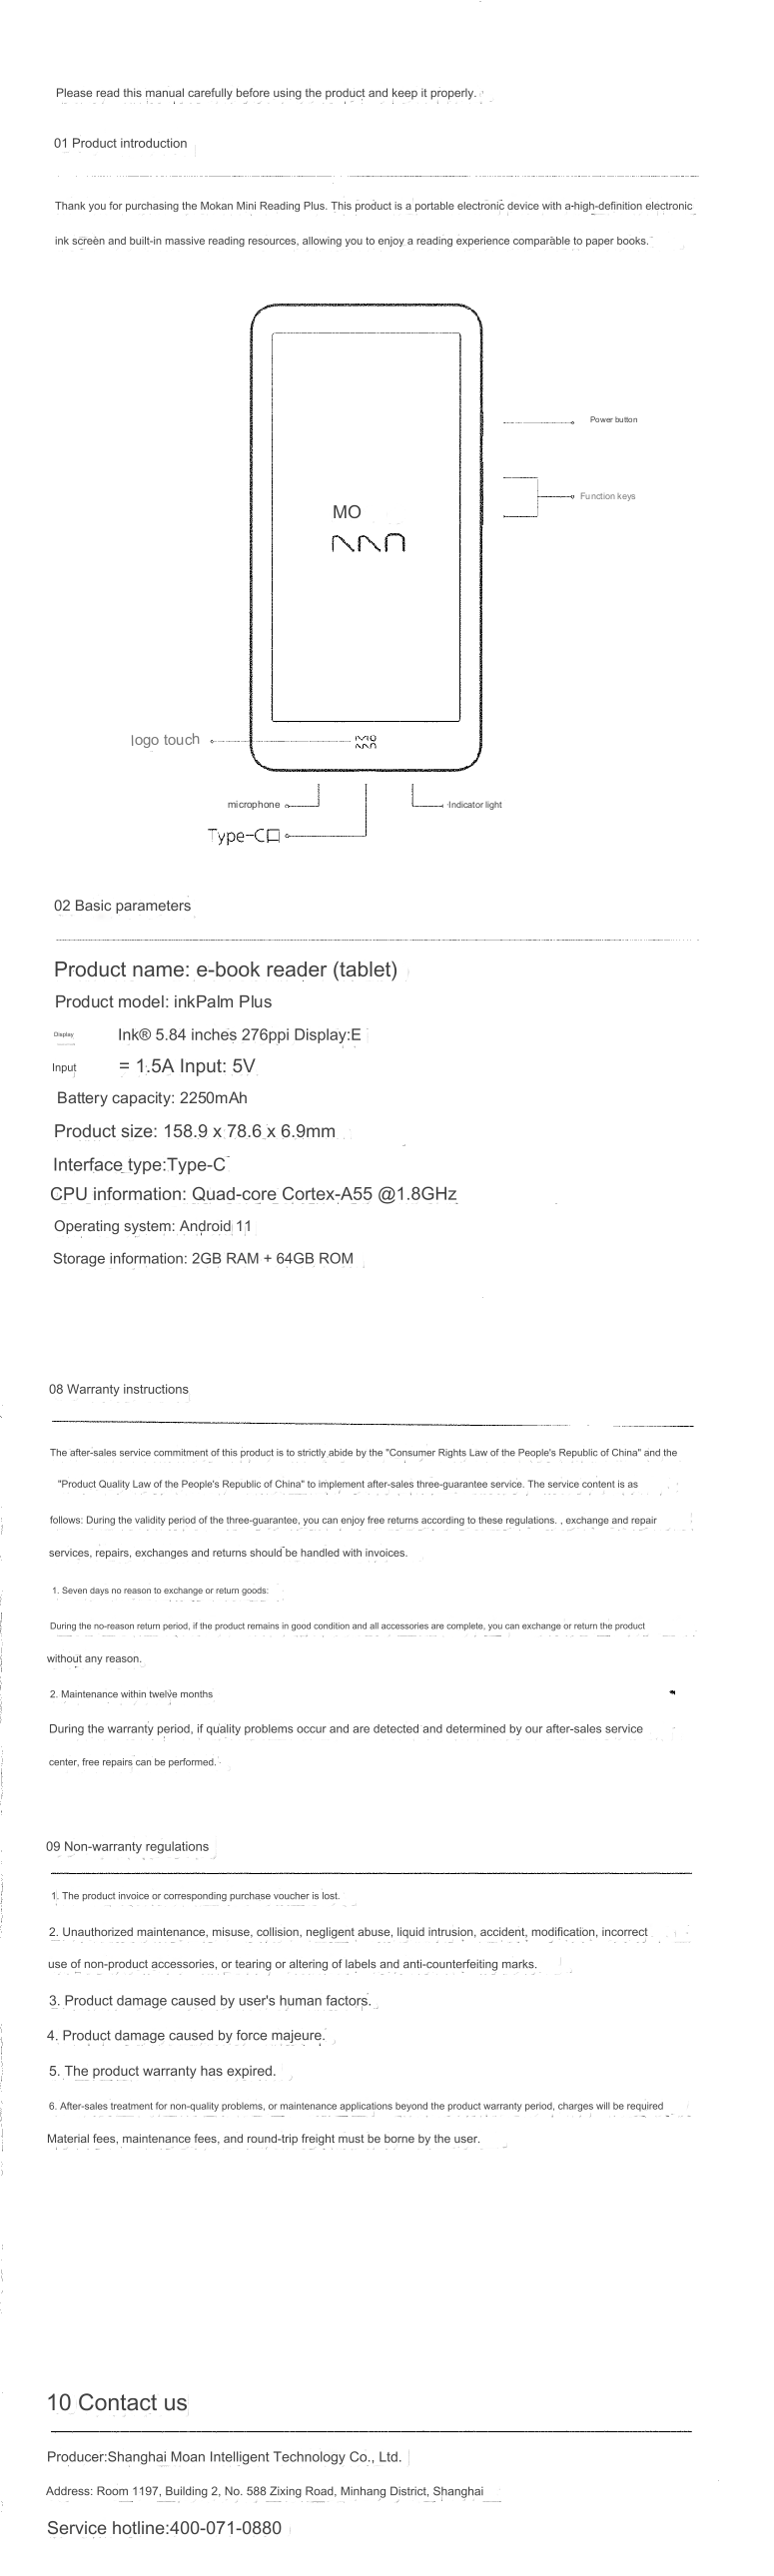 Please read this manual carefully before using the product and keep it properly.
01 Product introduction
Thank you for purchasing the Mokan Mini Reading Plus. This product is a portable electronic device with a-high-definition electronic
ink screen and built-in massive reading resources, allowing you to enjoy a reading experience comparable to paper books.
Power button
Function keys
MO
logo touch
microphone
Indicator light
Type-C口
02 Basic parameters
Product name: e-book reader (tablet)
Product model: inkPalm Plus
Display Ink® 5.84 inches 276ppi Display:E
Input = 1.5A Input: 5V
Battery capacity: 2250mAh
Product size: 158.9 x 78.6 x 6.9mm
Interface type:Type-C
CPU information: Quad-core Cortex-A55 @1.8GHz
Operating system: Android 11
Storage information: 2GB RAM + 64GB ROM
08 Warranty instructions
The after-sales service commitment of this product is to strictly abide by the "Consumer Rights Law of the People's Republic of China" and the
"Product Quality Law of the People's Republic of China" to implement after-sales three-guarantee service. The service content is as
follows: During the validity period of the three-guarantee, you can enjoy free returns according to these regulations. , exchange and repair
services, repairs, exchanges and returns should be handled with invoices.
1. Seven days no reason to exchange or return goods:
During the no-reason return period, if the product remains in good condition and all accessories are complete, you can exchange or return the product
without any reason.
2. Maintenance within twelve months
During the warranty period, if quality problems occur and are detected and determined by our after-sales service
center, free repairs can be performed.
09 Non-warranty regulations
1. The product invoice or corresponding purchase voucher is lost.
2. Unauthorized maintenance, misuse, collision, negligent abuse, liquid intrusion, accident, modification, incorrect
use of non-product accessories, or tearing or altering of labels and anti-counterfeiting marks.
3. Product damage caused by user's human factors.
4. Product damage caused by force majeure.
5. The product warranty has expired.
6. After-sales treatment for non-quality problems, or maintenance applications beyond the product warranty period, charges will be required
Material fees, maintenance fees, and round-trip freight must be borne by the user.
10 Contact us
Producer:Shanghai Moan Intelligent Technology Co., Ltd.
Address: Room 1197, Building 2, No. 588 Zixing Road, Minhang District, Shanghai
Service hotline:400-071-0880